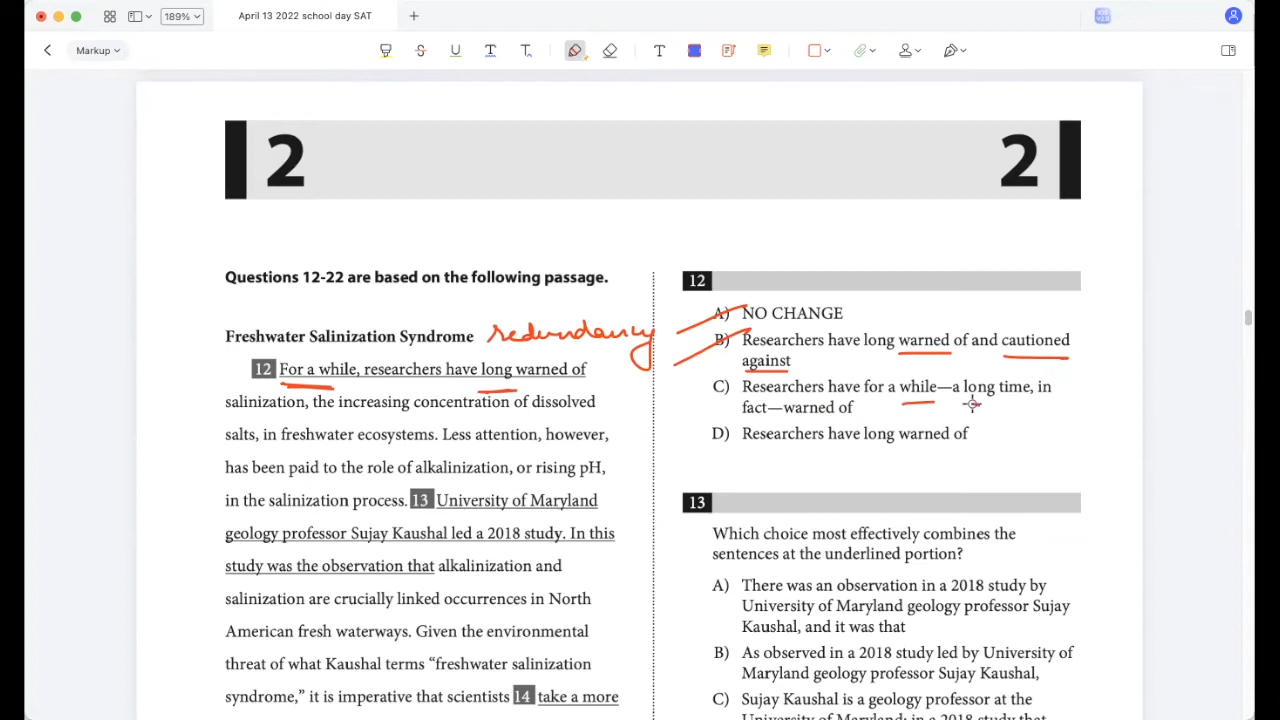 189%
April 13 2022 school day SAT
Markup
2
2
Questions 12-22 are based on the following passage.
Freshwater Salinization Syndrome
redundancy
12 For a while, researchers have long warned of
salinization, the increasing concentration of dissolved
salts, in freshwater ecosystems. Less attention, however,
has been paid to the role of alkalinization, or rising pH,
in the salinization process. 13 University of Maryland
geology professor Sujay Kaushal led a 2018 study. In this
study was the observation that alkalinization and
salinization are crucially linked occurrences in North
American fresh waterways. Given the environmental
threat of what Kaushal terms “freshwater salinization
syndrome,” it is imperative that scientists 14 take a more
12
A) NO CHANGE
B) Researchers have long warned of and cautioned
against
C) Researchers have for a while—a long time, in
fact—warned of
D) Researchers have long warned of
13
Which choice most effectively combines the
sentences at the underlined portion?
A) There was an observation in a 2018 study by
University of Maryland geology professor Sujay
Kaushal, and it was that
B) As observed in a 2018 study led by University of
Maryland geology professor Sujay Kaushal,
C) Sujay Kaushal is a geology professor at the
University of Maryland; in a 2018 study that